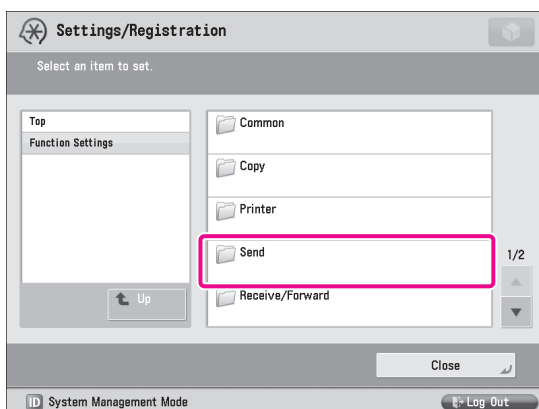 Settings/Registration
Select an item to set.
Top
Function Settings
Common
Copy
Printer
Send
Receive/Forward
1/2
Up
Close
ID System Management Mode
Log Out